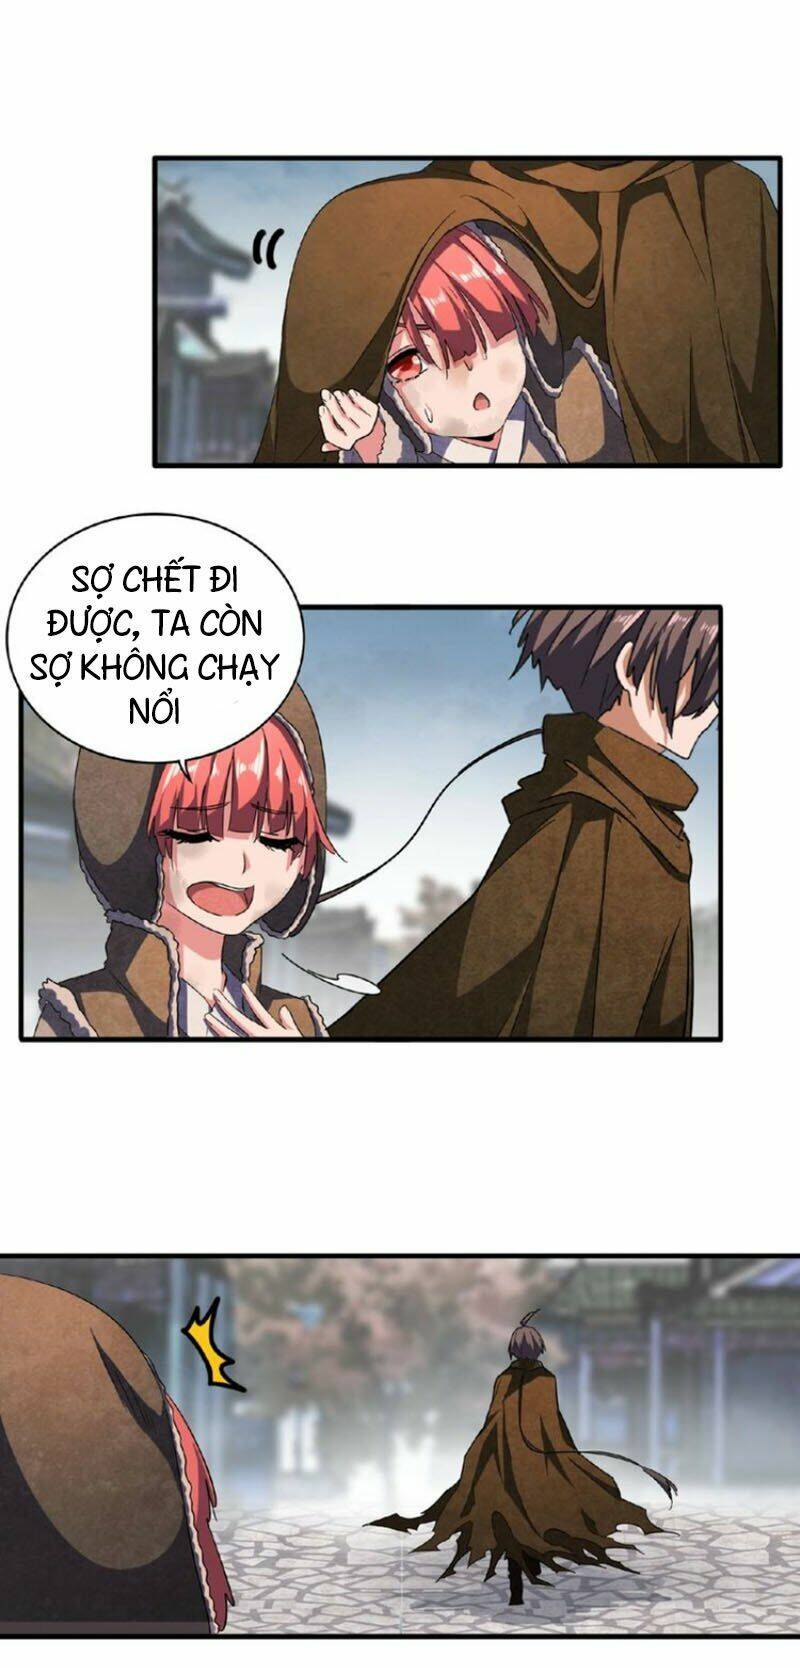 SỢ CHẾT ĐI
ĐƯỢC, TA CÒN
SỢ KHÔNG CHẠY
NỔI